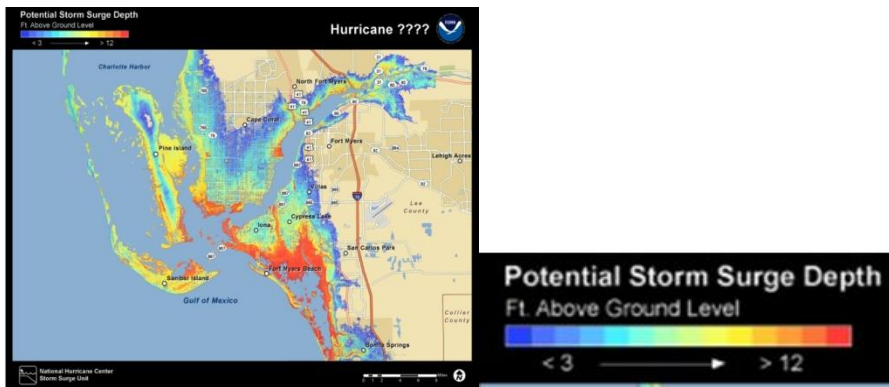 Potential Storm Surge Depth
Ft. Above Ground Level
< 3
> 12
Hurricane ????
Charlotte Harbor
North Fort Myers
Cape Coral
Fort Myers
Pine Island
Lehigh Acres
Villas
Lee County
Cypress Lake
Iona
San Carlos Park
Fort Myers Beach
Sanibel Island
Gulf of Mexico
Collier County
Bonita Springs
National Hurricane Center
Storm Surge Unit
Potential Storm Surge Depth
Ft. Above Ground Level
< 3
> 12